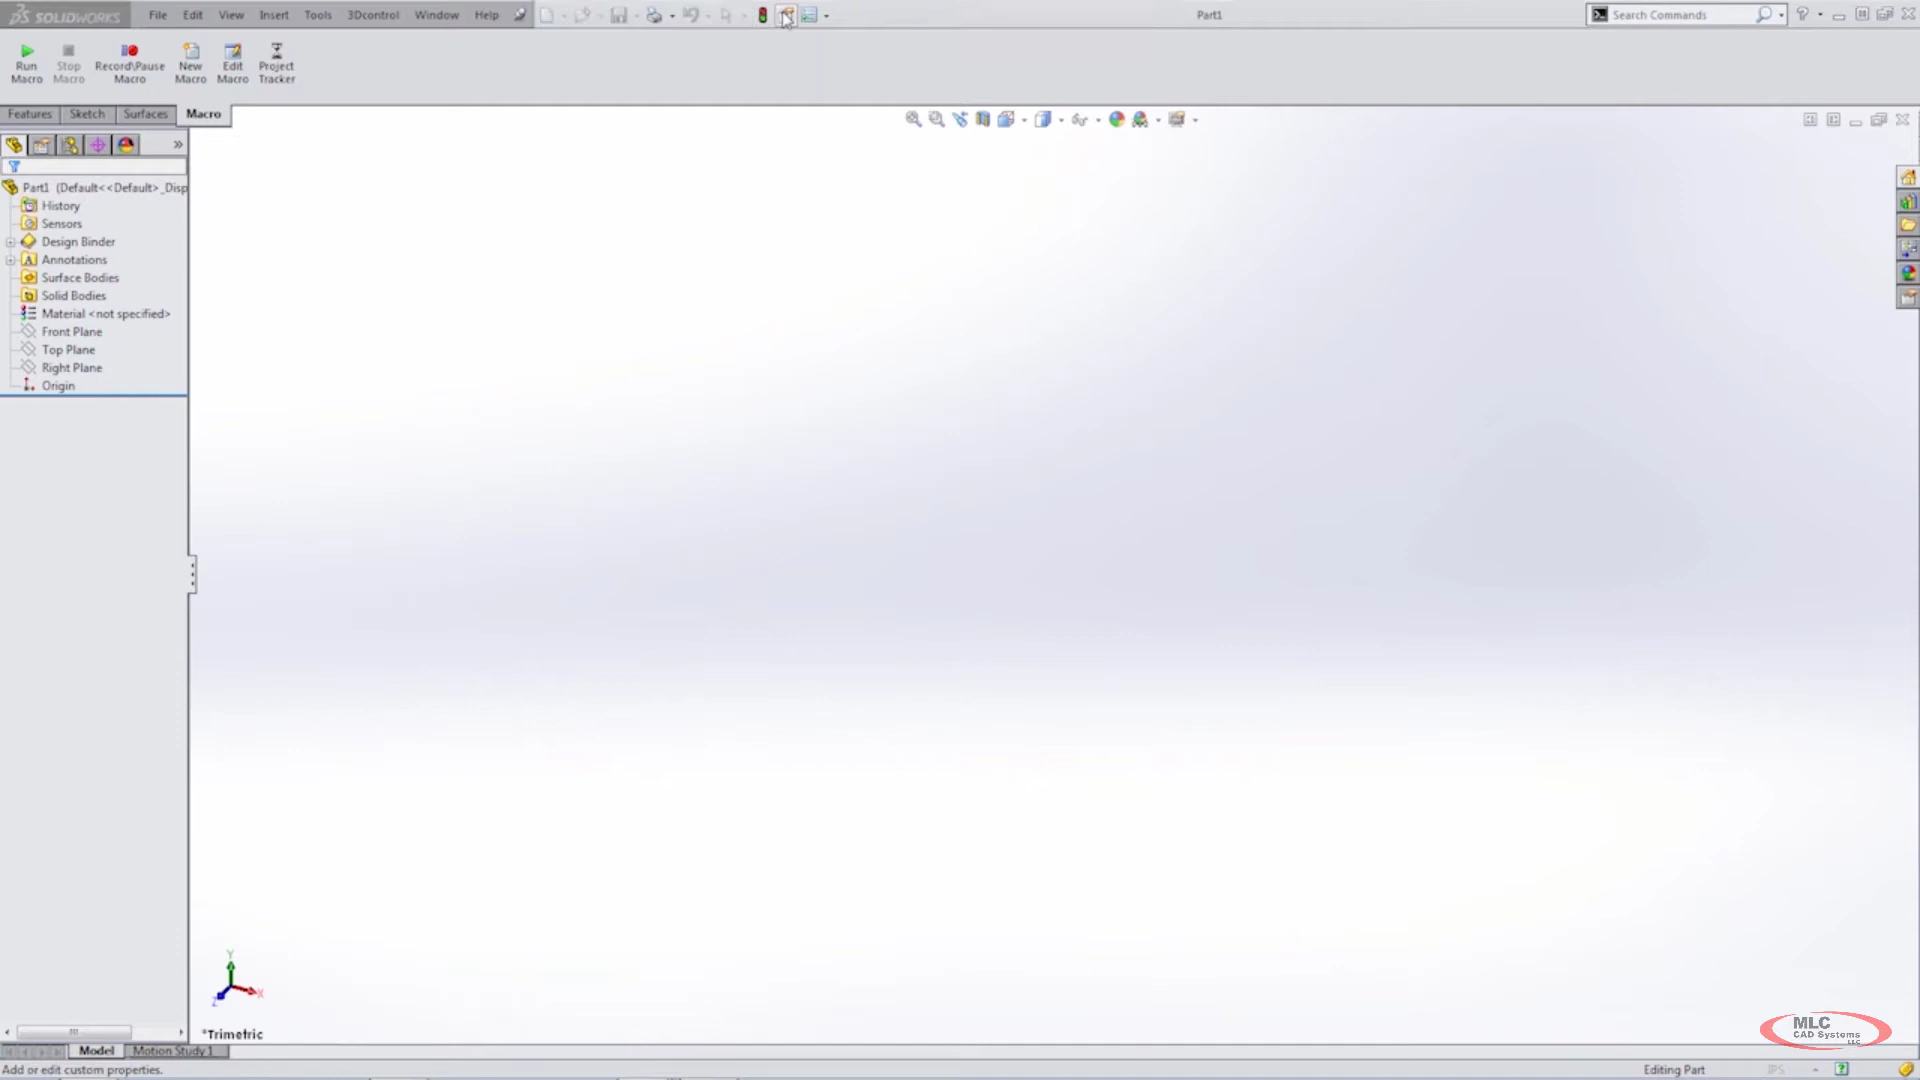 SOLIDWORKS File Edit View Insert Tools 3Dcontrol Window Help Part1 Search Commands
Run Macro
Stop Macro
Record\Pause Macro
New Macro
Edit Macro
Project Tracker
Features Sketch Surfaces Macro
Part1 (Default<<Default>_Disp
History
Sensors
Design Binder
Annotations
Surface Bodies
Solid Bodies
Material <not specified>
Front Plane
Top Plane
Right Plane
Origin
Y
X
Z
*Trimetric
MLC
CAD Systems
LLC
Model Motion Study 1
Add or edit custom properties. Editing Part IPS